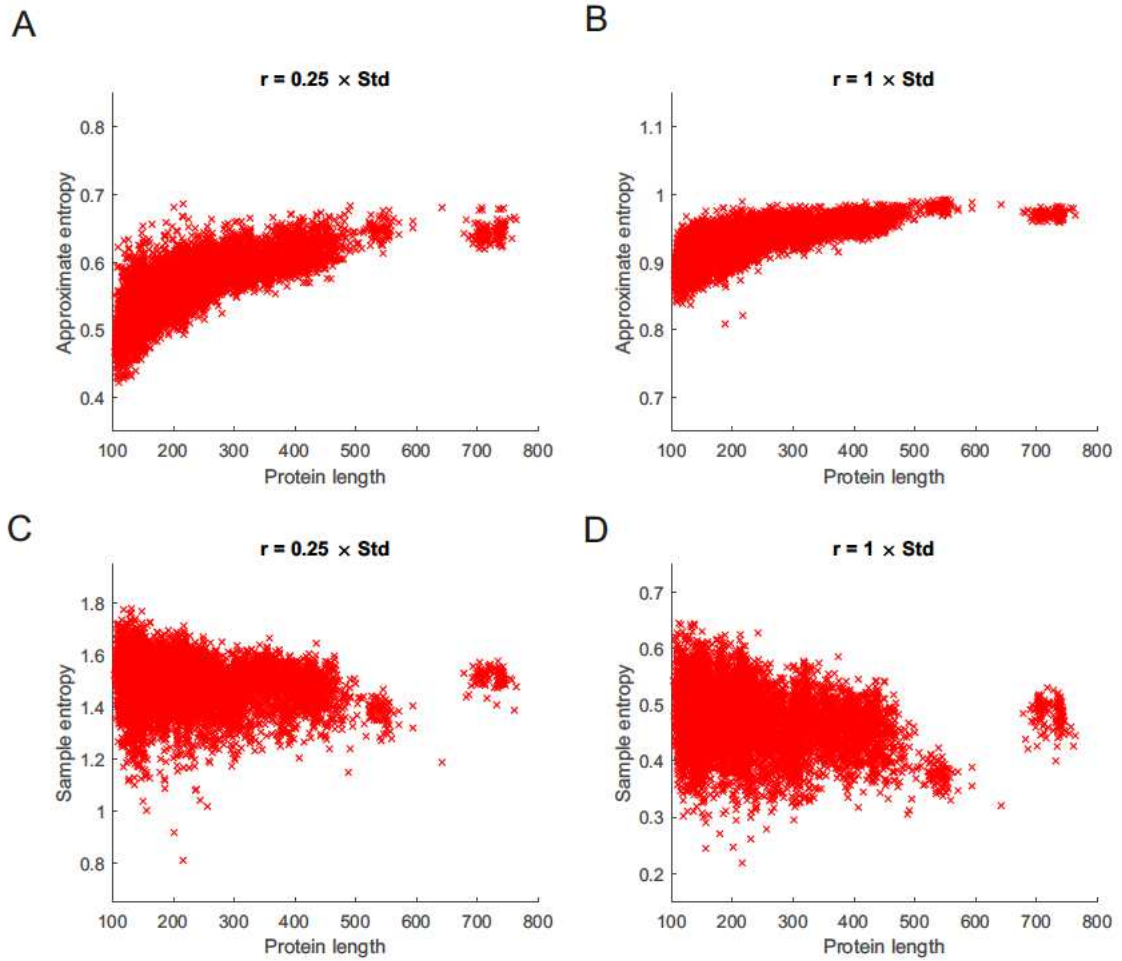 A
r = 0.25 × Std
Approximate entropy
0.8
0.7
0.6
0.5
0.4
100 200 300 400 500 600 700 800
Protein length
B
r = 1 × Std
Approximate entropy
1.1
1
0.9
0.8
0.7
100 200 300 400 500 600 700 800
Protein length
C
r = 0.25 × Std
Sample entropy
1.8
1.6
1.4
1.2
1
0.8
100 200 300 400 500 600 700 800
Protein length
D
r = 1 × Std
Sample entropy
0.7
0.6
0.5
0.4
0.3
0.2
100 200 300 400 500 600 700 800
Protein length